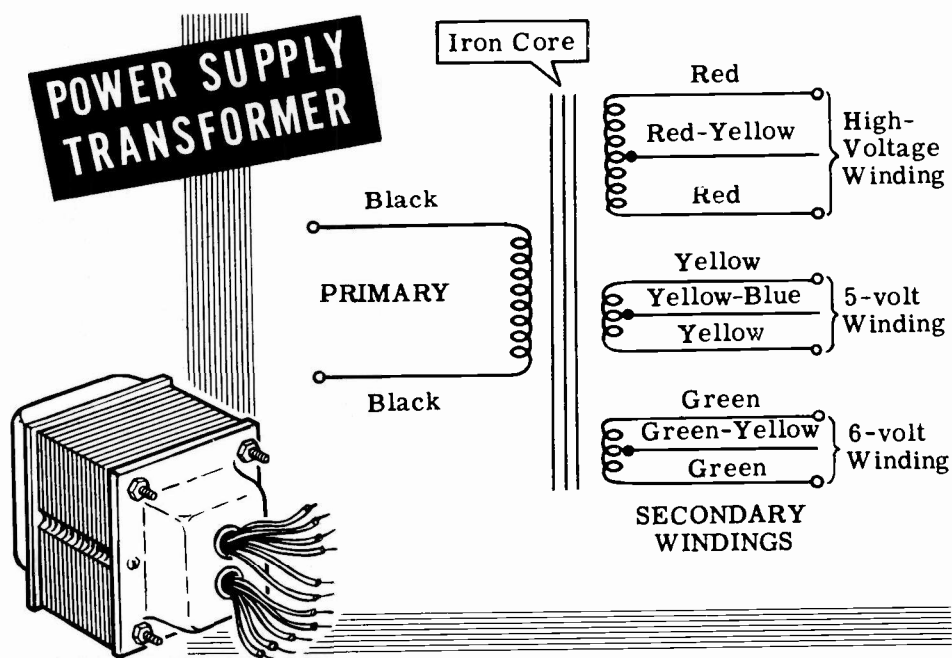 POWER SUPPLY
TRANSFORMER
Iron Core
Black
PRIMARY
Black
Red
Red-Yellow
Red
High-
Voltage
Winding
Yellow
Yellow-Blue
Yellow
5-volt
Winding
Green
Green-Yellow
Green
6-volt
Winding
SECONDARY
WINDINGS